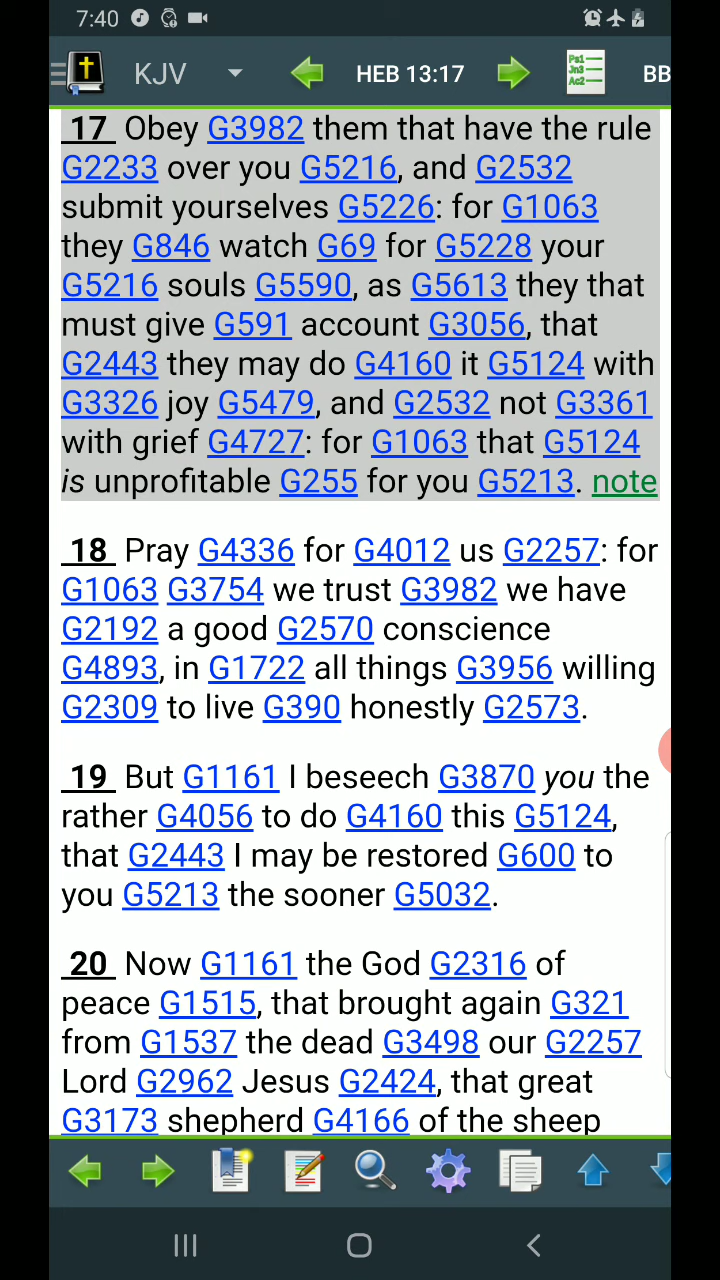 7:40
KJV HEB 13:17 BB
17 Obey G3982 them that have the rule
G2233 over you G5216, and G2532
submit yourselves G5226: for G1063
they G846 watch G69 for G5228 your
G5216 souls G5590, as G5613 they that
must give G591 account G3056, that
G2443 they may do G4160 it G5124 with
G3326 joy G5479, and G2532 not G3361
with grief G4727: for G1063 that G5124
is unprofitable G255 for you G5213. note
18 Pray G4336 for G4012 us G2257: for
G1063 G3754 we trust G3982 we have
G2192 a good G2570 conscience
G4893, in G1722 all things G3956 willing
G2309 to live G390 honestly G2573.
19 But G1161 I beseech G3870 you the
rather G4056 to do G4160 this G5124,
that G2443 I may be restored G600 to
you G5213 the sooner G5032.
20 Now G1161 the God G2316 of
peace G1515, that brought again G321
from G1537 the dead G3498 our G2257
Lord G2962 Jesus G2424, that great
G3173 shepherd G4166 of the sheep